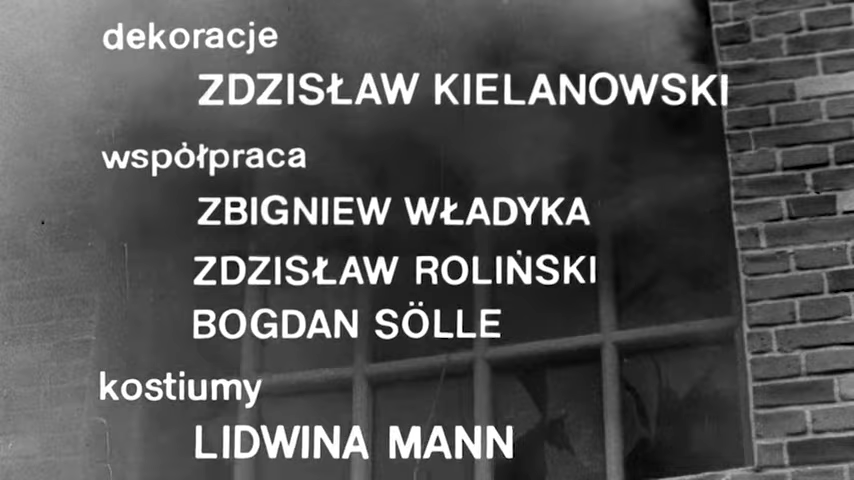 dekoracje
ZDZISŁAW KIELANOWSKI
współpraca
ZBIGNIEW WŁADYKA
ZDZISŁAW ROLIŃSKI
BOGDAN SÖLLE
kostiumy
LIDWINA MANN